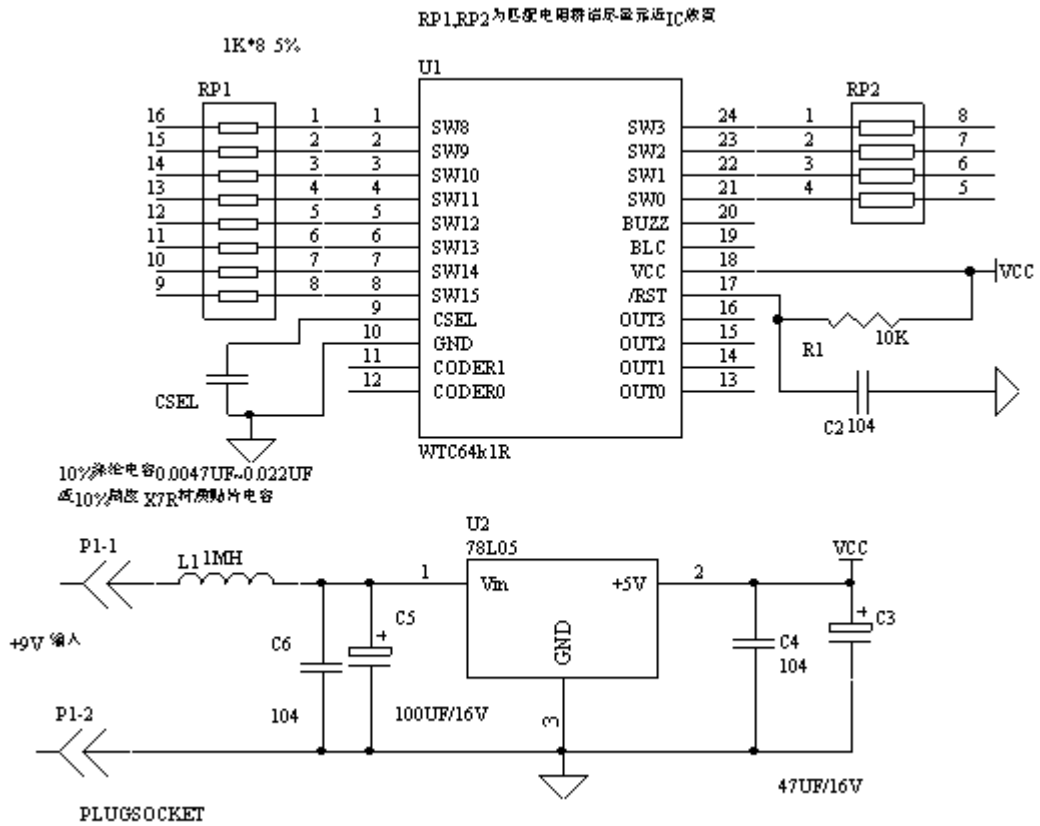 RP1,RP2为匹配电阻排请尽量靠近IC放置
1K*8 5%
U1
RP1
RP2
16 1 1 SW8
15 2 2 SW9
14 3 3 SW10
13 4 4 SW11
12 5 5 SW12
11 6 6 SW13
10 7 7 SW14
9 8 8 SW15
9 CSEL
10 GND
11 CODER1
12 CODER0
SW3 24 1 8
SW2 23 2 7
SW1 22 3 6
SW0 21 4 5
BUZZ 20
BLC 19
VCC 18
VCC
/RST 17
OUT3 16
OUT2 15
OUT1 14
OUT0 13
R1 10K
C2 104
CSEL
WTC64k1R
10%涤纶电容0.0047UF~0.022UF
或10%精度 X7R材质贴片电容
U2
78L05
P1-1
L1 1MH
1 Vin
+5V 2
VCC
GND
3
+9V 输入
C6
104
C5
+
100UF/16V
C4
104
+
C3
47UF/16V
P1-2
PLUGSOCKET